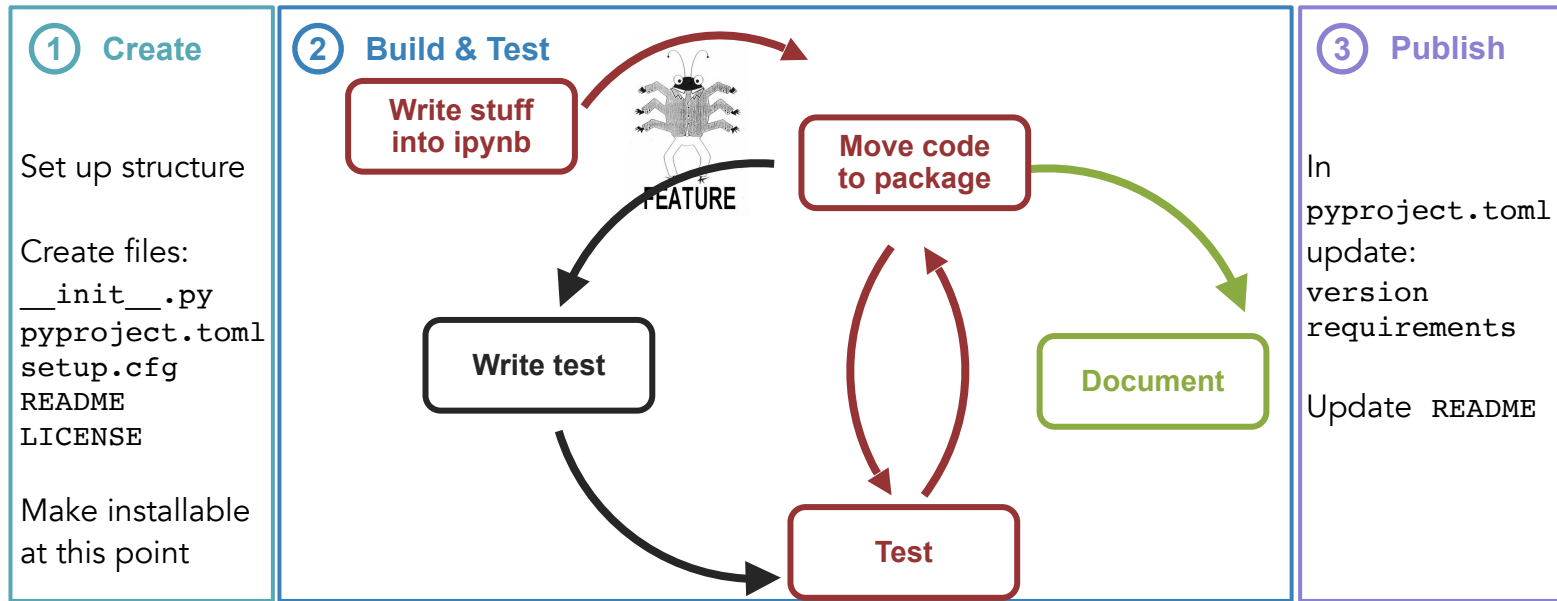 1 Create
Set up structure
Create files:
__init__.py
pyproject.toml
setup.cfg
README
LICENSE
Make installable
at this point
2 Build & Test
Write stuff
into ipynb
FEATURE
Move code
to package
Write test
Document
Test
3 Publish
In
pyproject.toml
update:
version
requirements
Update README